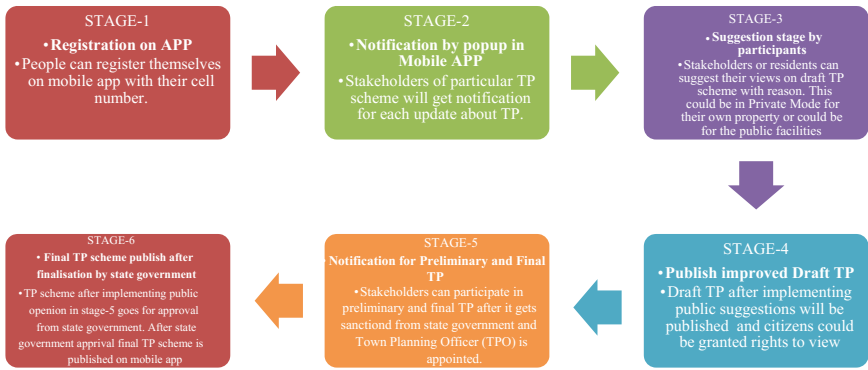 STAGE-1
• Registration on APP
• People can register themselves
on mobile app with their cell
number.
STAGE-2
• Notification by popup in
Mobile APP
• Stakeholders of particular TP
scheme will get notification
for each update about TP.
STAGE-3
• Suggestion stage by
participants
• Stakeholders or residents can
suggest their views on draft TP
scheme with reason. This
could be in Private Mode for
their own property or could be
for the public facilities
STAGE-4
• Publish improved Draft TP
• Draft TP after implementing
public suggestions will be
published and citizens could
be granted rights to view
STAGE-5
• Notification for Preliminary and Final
TP
• Stakeholders can participate in
preliminary and final TP after it gets
sanctiond from state government and
Town Planning Officer (TPO) is
appointed.
STAGE-6
• Final TP scheme publish after
finalisation by state government
• TP scheme after implementing public
openion in stage-5 goes for approval
from state government. After state
government apprival final TP scheme is
published on mobile app